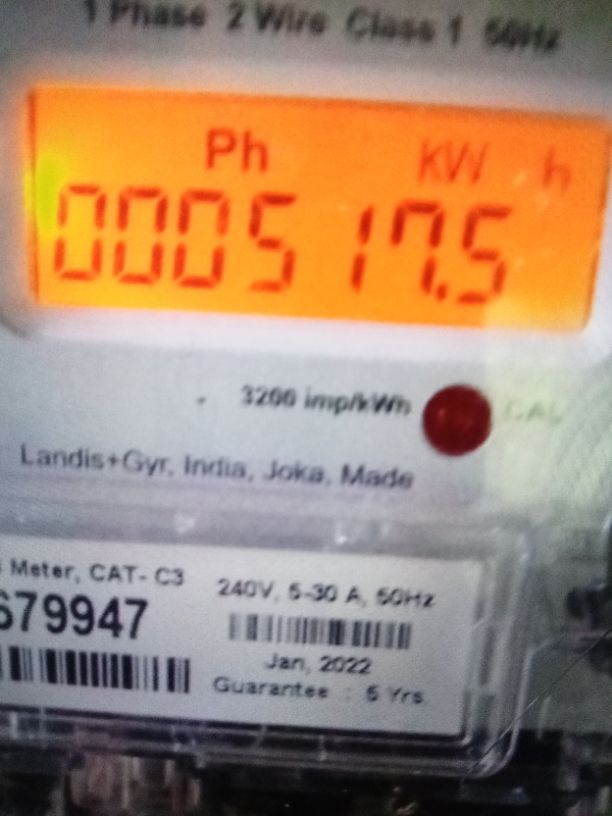 1 Phase 2 Wire Class 1 50Hz
Ph KW h
000517.5
3200 imp/kWh CAL
Landis+Gyr, India, Joka, Made
Meter, CAT- C3
679947
240V, 5-30 A, 50Hz
Jan, 2022
Guarantee : 5 Yrs